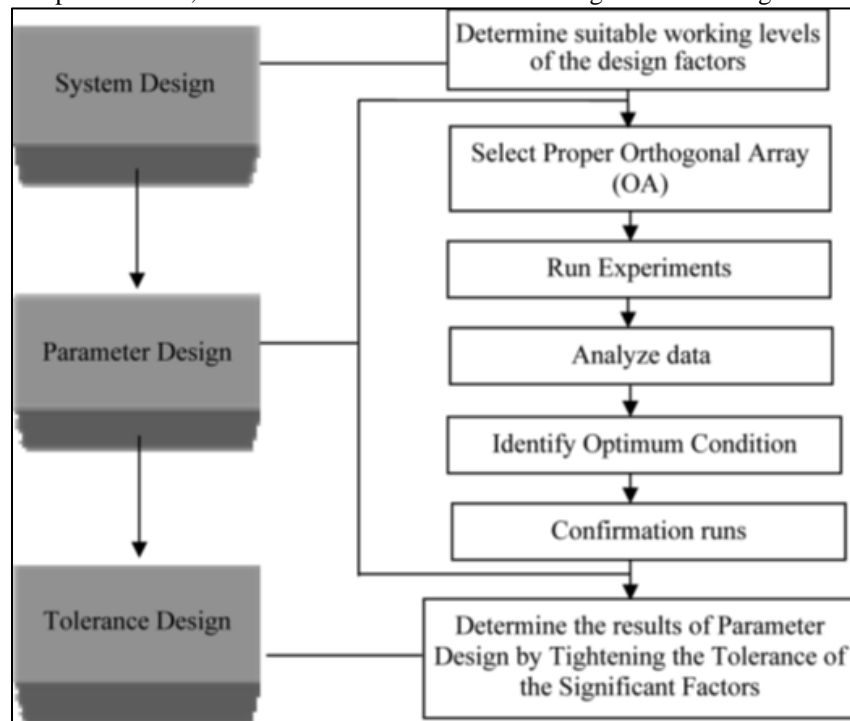 System Design
Parameter Design
Tolerance Design
Determine suitable working levels
of the design factors
Select Proper Orthogonal Array
(OA)
Run Experiments
Analyze data
Identify Optimum Condition
Confirmation runs
Determine the results of Parameter
Design by Tightening the Tolerance of
the Significant Factors